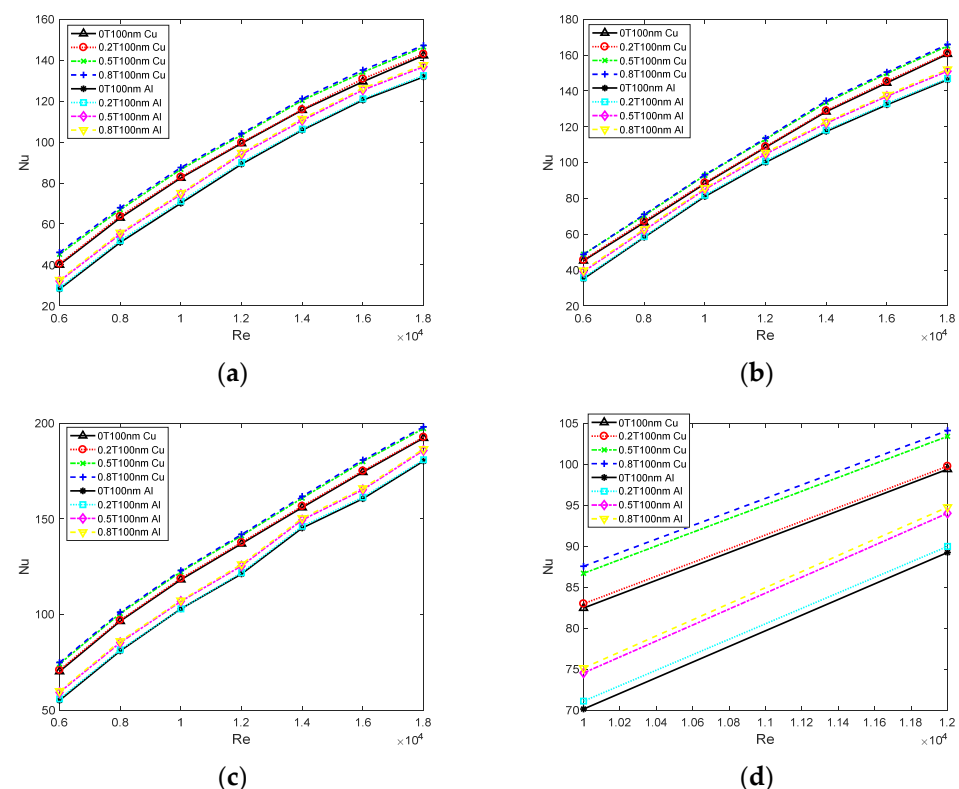 160
140
120
100
80
60
40
20
Nu
0T100nm Cu
0.2T100nm Cu
0.5T100nm Cu
0.8T100nm Cu
0T100nm Al
0.2T100nm Al
0.5T100nm Al
0.8T100nm Al
0.6 0.8 1 1.2 1.4 1.6 1.8
Re
×10⁴
(a)
180
160
140
120
100
80
60
40
20
Nu
0T100nm Cu
0.2T100nm Cu
0.5T100nm Cu
0.8T100nm Cu
0T100nm Al
0.2T100nm Al
0.5T100nm Al
0.8T100nm Al
0.6 0.8 1 1.2 1.4 1.6 1.8
Re
×10⁴
(b)
200
150
100
50
Nu
0T100nm Cu
0.2T100nm Cu
0.5T100nm Cu
0.8T100nm Cu
0T100nm Al
0.2T100nm Al
0.5T100nm Al
0.8T100nm Al
0.6 0.8 1 1.2 1.4 1.6 1.8
Re
×10⁴
(c)
105
100
95
90
85
80
75
70
Nu
0T100nm Cu
0.2T100nm Cu
0.5T100nm Cu
0.8T100nm Cu
0T100nm Al
0.2T100nm Al
0.5T100nm Al
0.8T100nm Al
1 1.02 1.04 1.06 1.08 1.1 1.12 1.14 1.16 1.18 1.2
Re
×10⁴
(d)